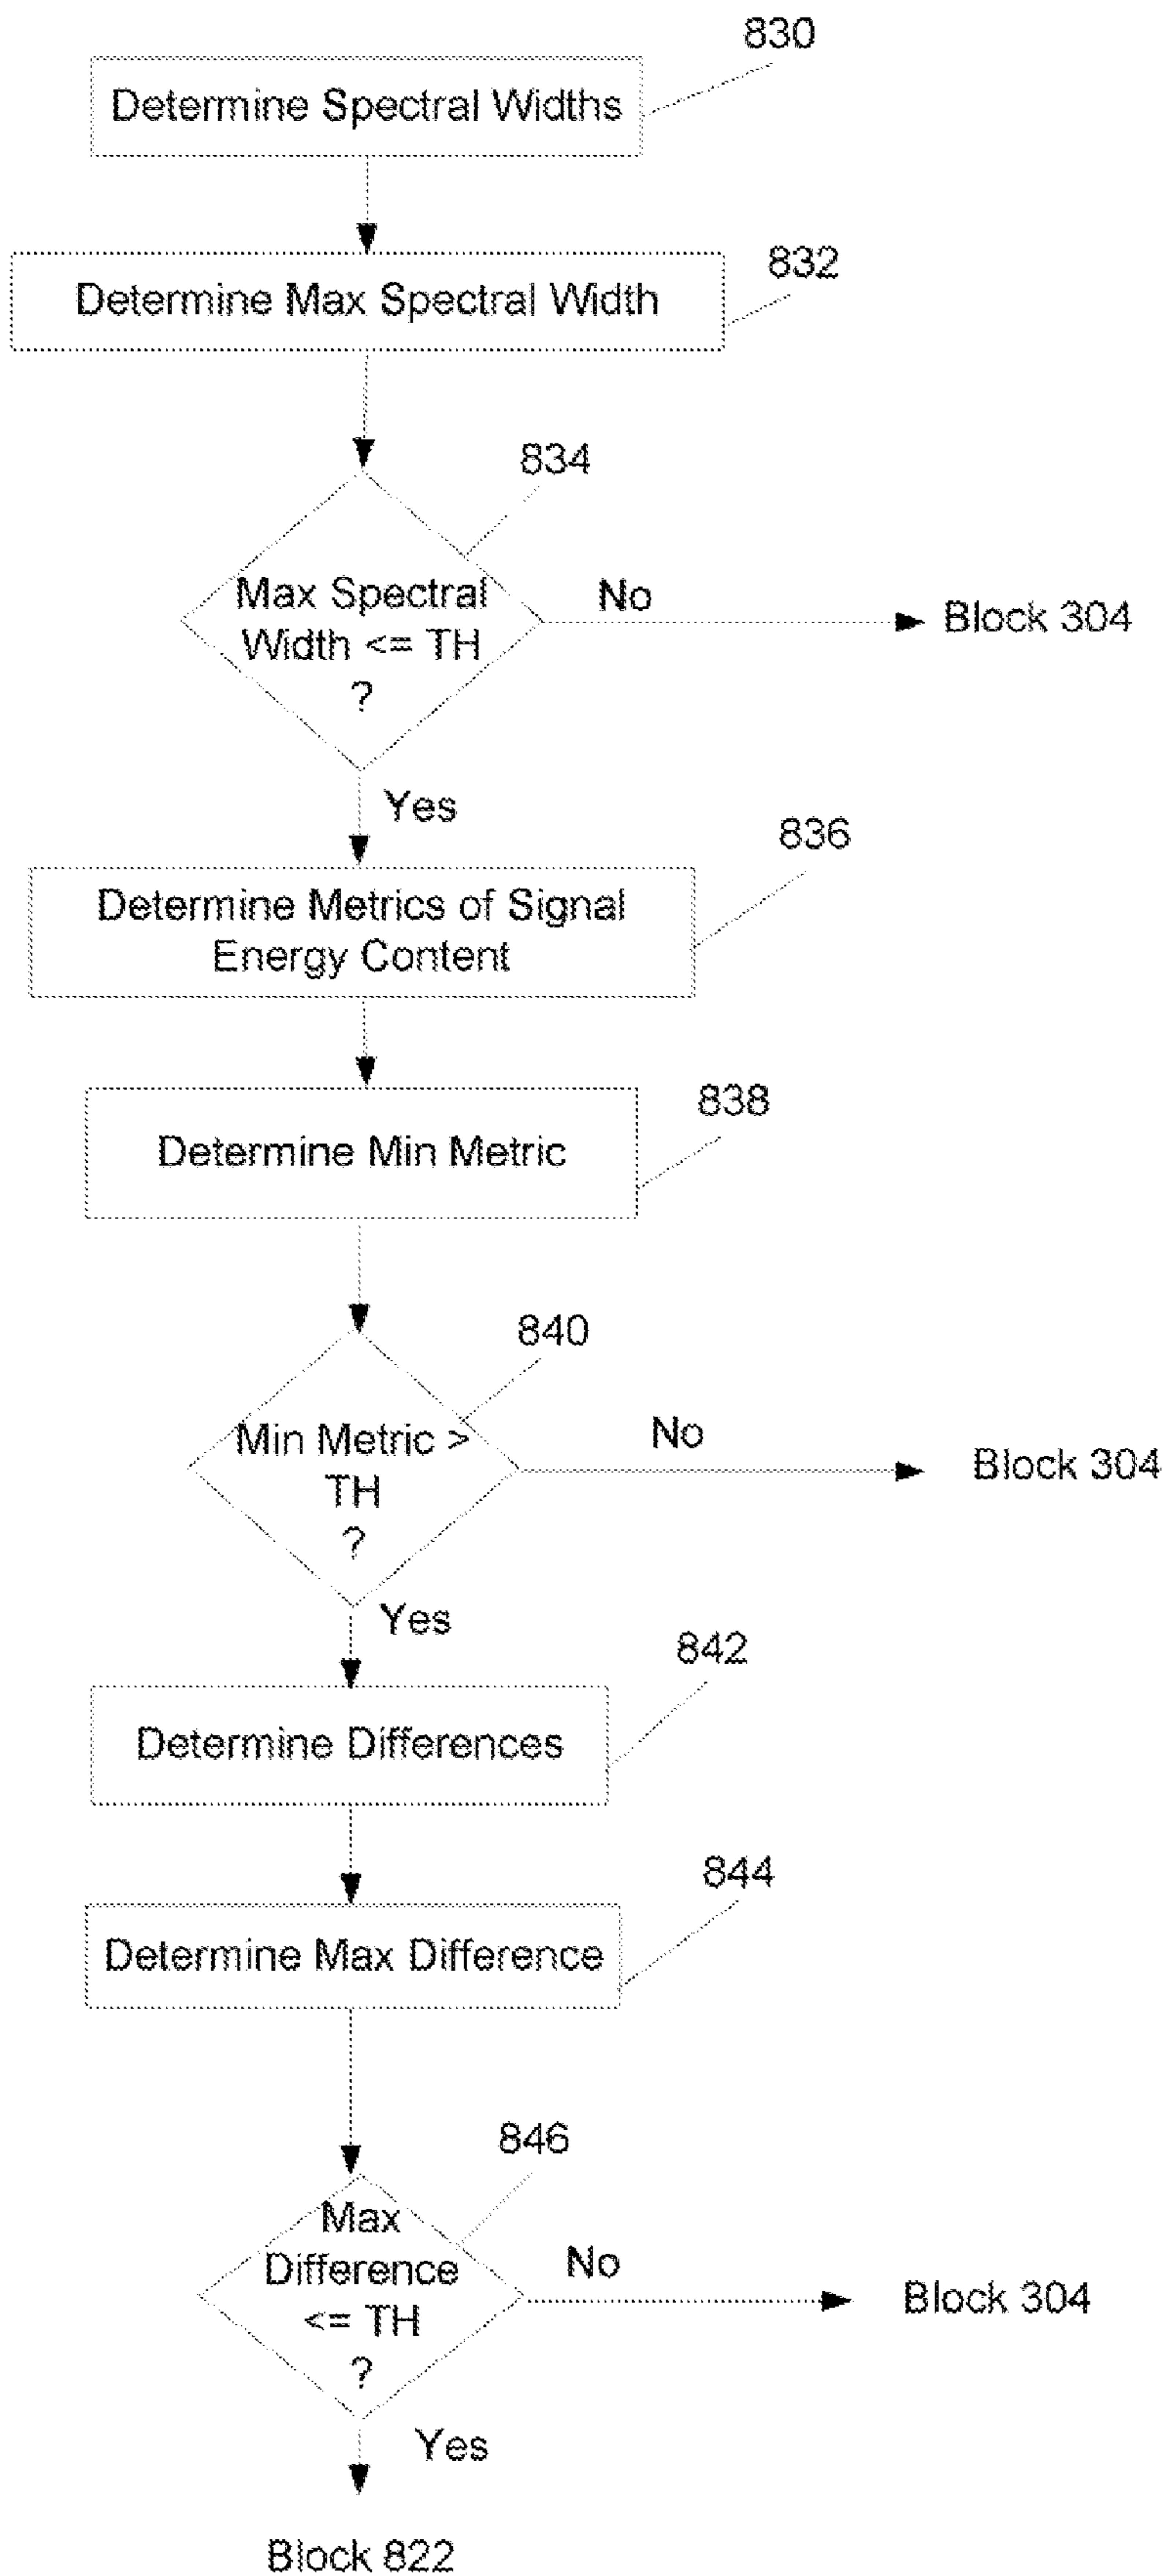 830
Determine Spectral Widths
832
Determine Max Spectral Width
834
Max Spectral
Width <= TH
?
No
Block 304
Yes
836
Determine Metrics of Signal
Energy Content
838
Determine Min Metric
840
Min Metric >
TH
?
No
Block 304
Yes
842
Determine Differences
844
Determine Max Difference
846
Max
Difference
<= TH
?
No
Block 304
Yes
Block 822